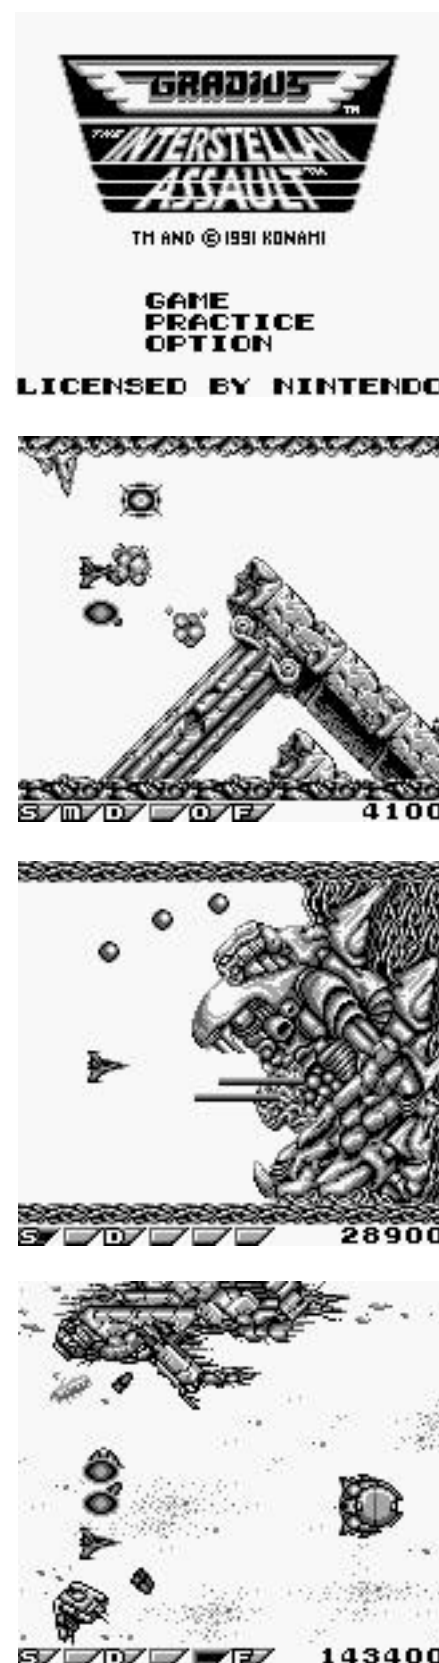 GRADIUS
TM
THE INTERSTELLAR
ASSAULT TM
TM AND © 1991 KONAMI
GAME
PRACTICE
OPTION
LICENSED BY NINTENDO
S M D O F 4100
S D 28900
S D F 143400